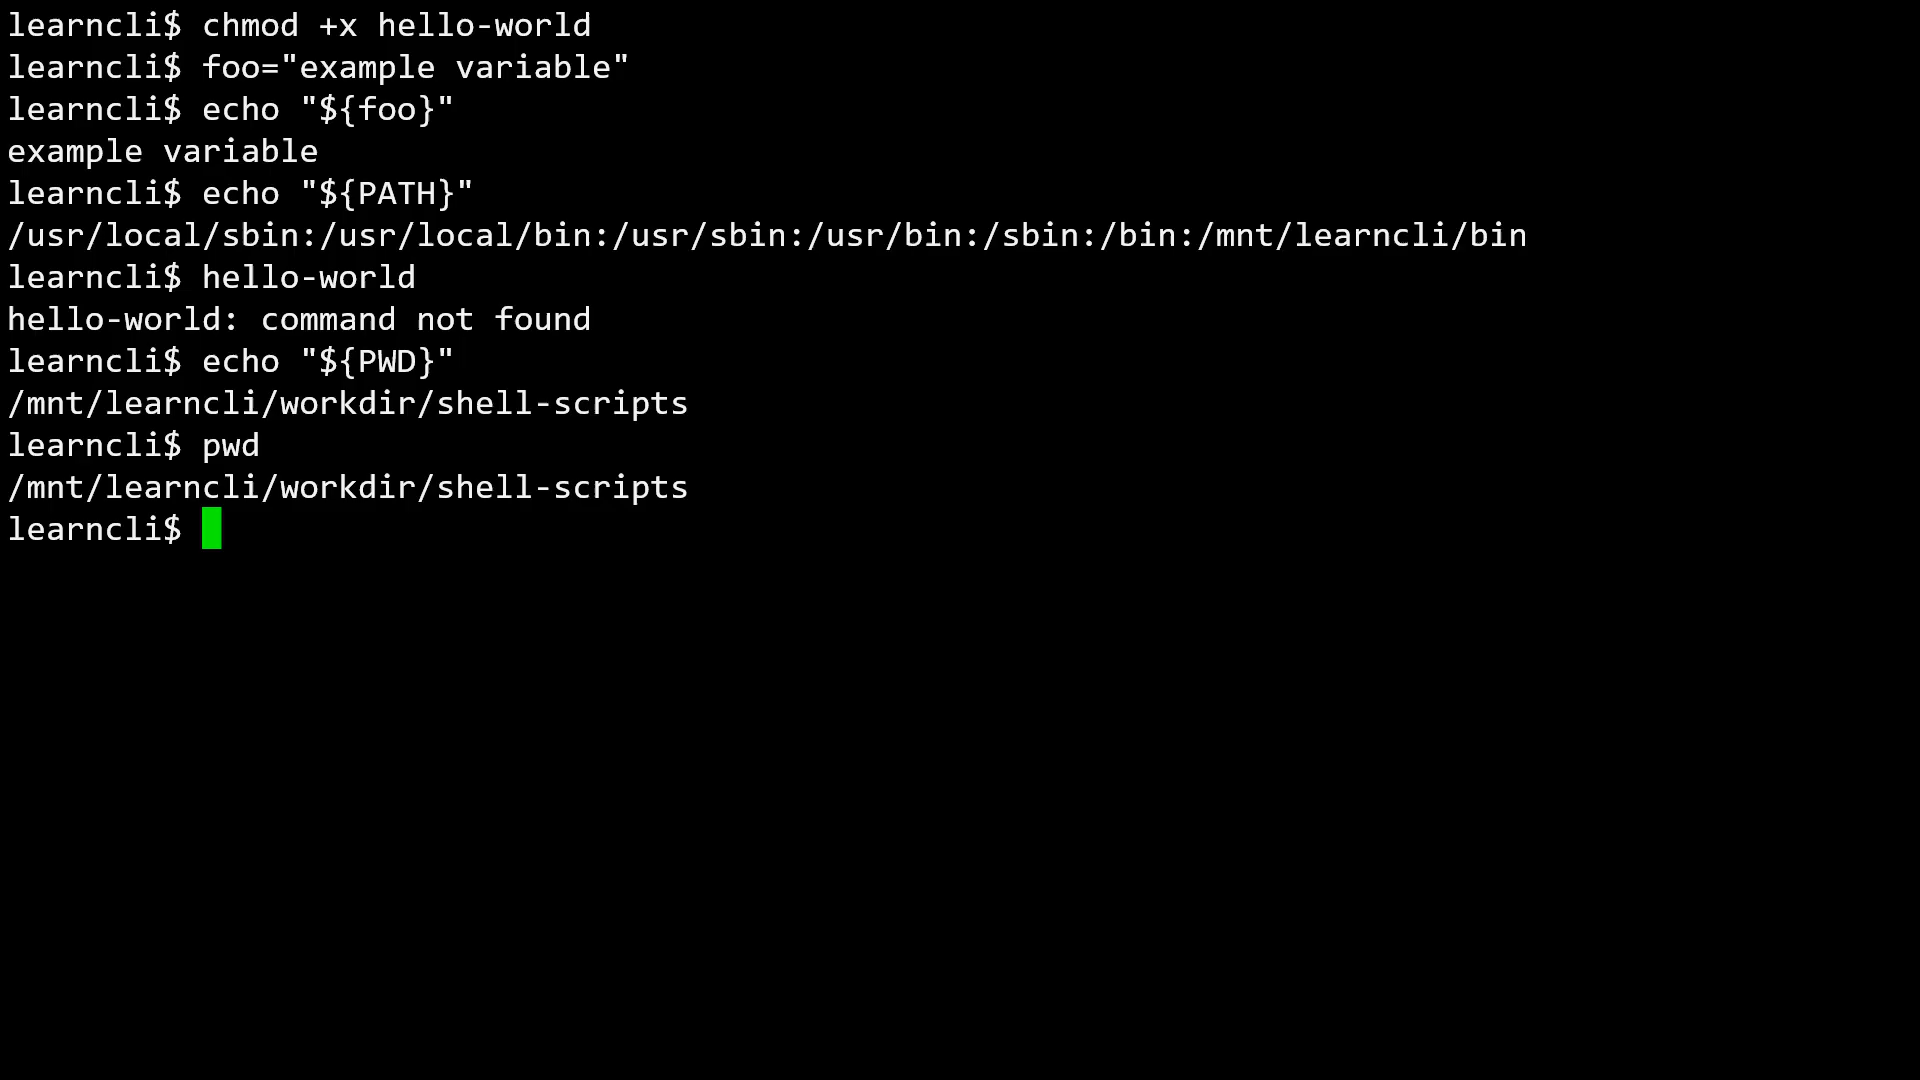 learncli$ chmod +x hello-world
learncli$ foo="example variable"
learncli$ echo "${foo}"
example variable
learncli$ echo "${PATH}"
/usr/local/sbin:/usr/local/bin:/usr/sbin:/usr/bin:/sbin:/bin:/mnt/learncli/bin
learncli$ hello-world
hello-world: command not found
learncli$ echo "${PWD}"
/mnt/learncli/workdir/shell-scripts
learncli$ pwd
/mnt/learncli/workdir/shell-scripts
learncli$